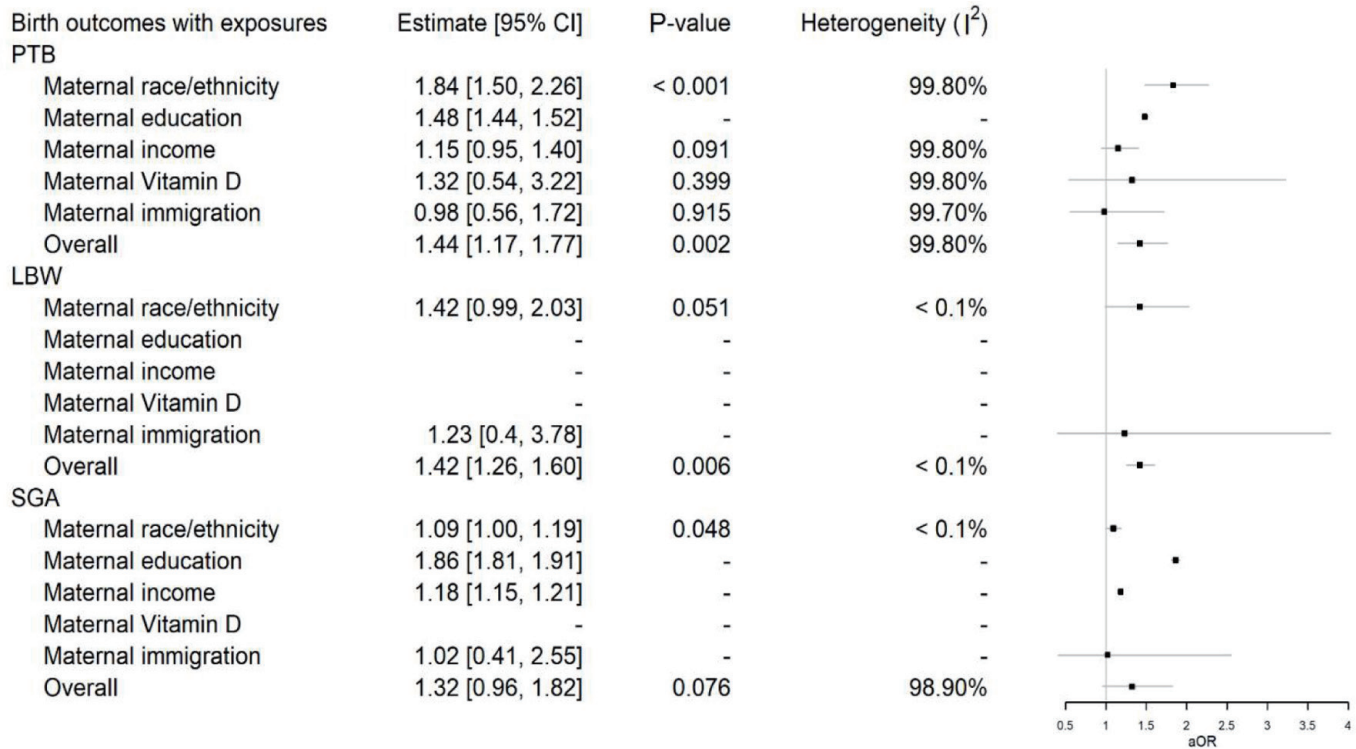 Birth outcomes with exposures Estimate [95% CI] P-value Heterogeneity (I²)
PTB
Maternal race/ethnicity 1.84 [1.50, 2.26] < 0.001 99.80%
Maternal education 1.48 [1.44, 1.52] - -
Maternal income 1.15 [0.95, 1.40] 0.091 99.80%
Maternal Vitamin D 1.32 [0.54, 3.22] 0.399 99.80%
Maternal immigration 0.98 [0.56, 1.72] 0.915 99.70%
Overall 1.44 [1.17, 1.77] 0.002 99.80%
LBW
Maternal race/ethnicity 1.42 [0.99, 2.03] 0.051 < 0.1%
Maternal education - - -
Maternal income - - -
Maternal Vitamin D - - -
Maternal immigration 1.23 [0.4, 3.78] - -
Overall 1.42 [1.26, 1.60] 0.006 < 0.1%
SGA
Maternal race/ethnicity 1.09 [1.00, 1.19] 0.048 < 0.1%
Maternal education 1.86 [1.81, 1.91] - -
Maternal income 1.18 [1.15, 1.21] - -
Maternal Vitamin D - - -
Maternal immigration 1.02 [0.41, 2.55] - -
Overall 1.32 [0.96, 1.82] 0.076 98.90%
0.5 1 1.5 2 2.5 3 3.5 4
aOR